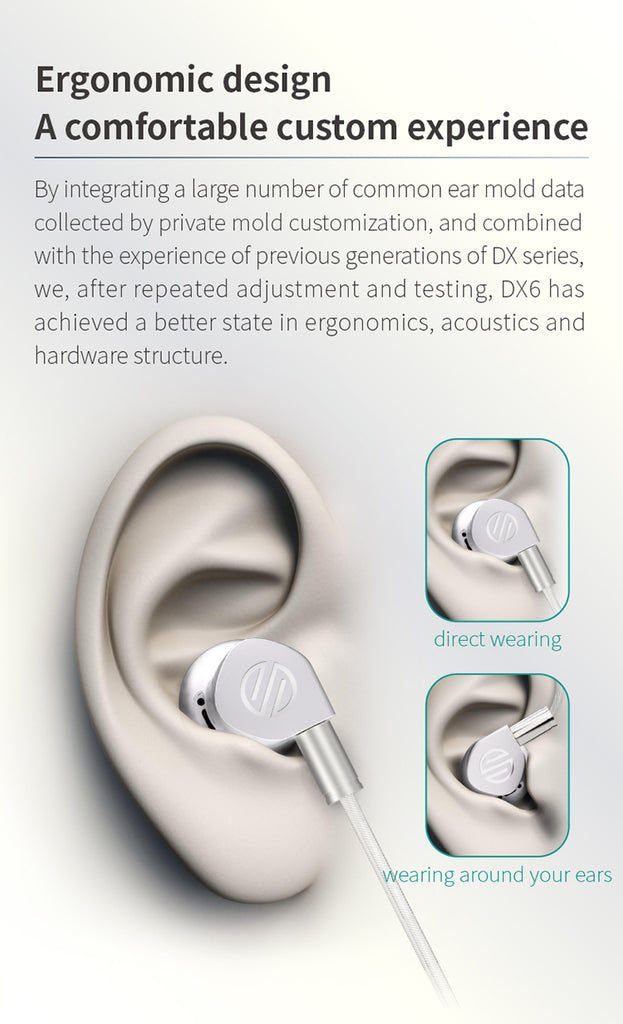 Ergonomic design
A comfortable custom experience
By integrating a large number of common ear mold data
collected by private mold customization, and combined
with the experience of previous generations of DX series,
we, after repeated adjustment and testing, DX6 has
achieved a better state in ergonomics, acoustics and
hardware structure.
direct wearing
wearing around your ears